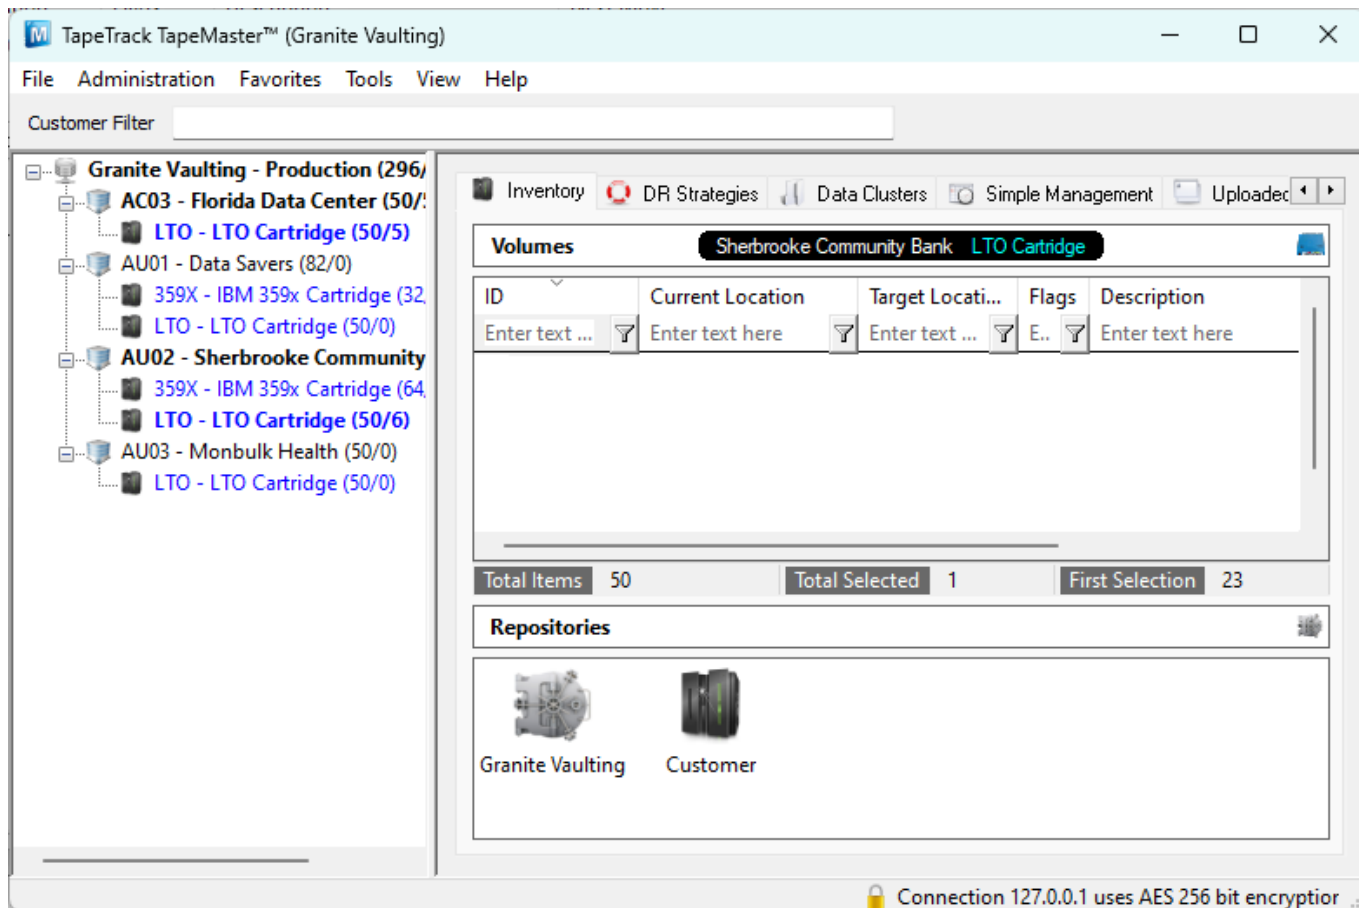 TapeTrack TapeMaster™ (Granite Vaulting)
File Administration Favorites Tools View Help
Customer Filter
Granite Vaulting - Production (296/
AC03 - Florida Data Center (50/
LTO - LTO Cartridge (50/5)
AU01 - Data Savers (82/0)
359X - IBM 359x Cartridge (32,
LTO - LTO Cartridge (50/0)
AU02 - Sherbrooke Community
359X - IBM 359x Cartridge (64,
LTO - LTO Cartridge (50/6)
AU03 - Monbulk Health (50/0)
LTO - LTO Cartridge (50/0)
Inventory DR Strategies Data Clusters Simple Management Uploaded
Volumes Sherbrooke Community Bank LTO Cartridge
ID Current Location Target Locati... Flags Description
Enter text ... Enter text here Enter text ... E.. Enter text here
Total Items 50 Total Selected 1 First Selection 23
Repositories
Granite Vaulting Customer
Connection 127.0.0.1 uses AES 256 bit encryption